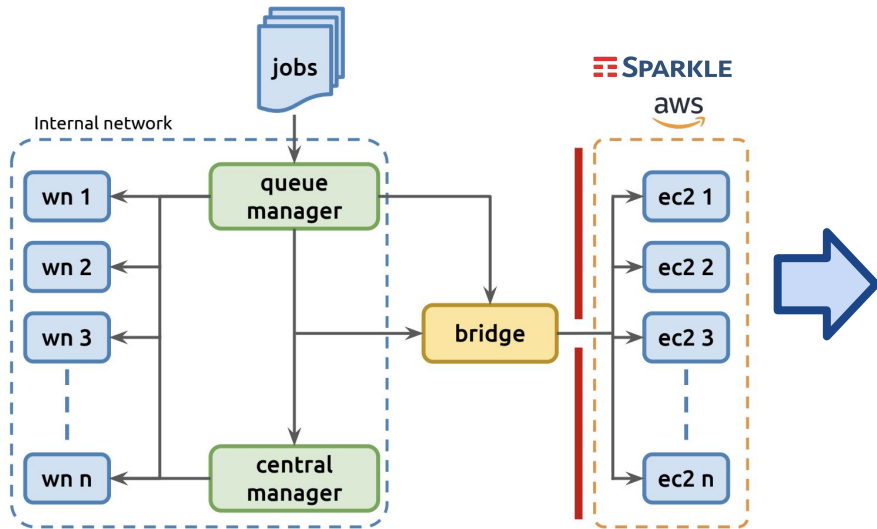 jobs
SPARKLE
aws
Internal network
queue
manager
wn 1
wn 2
wn 3
wn n
bridge
central
manager
ec2 1
ec2 2
ec2 3
ec2 n